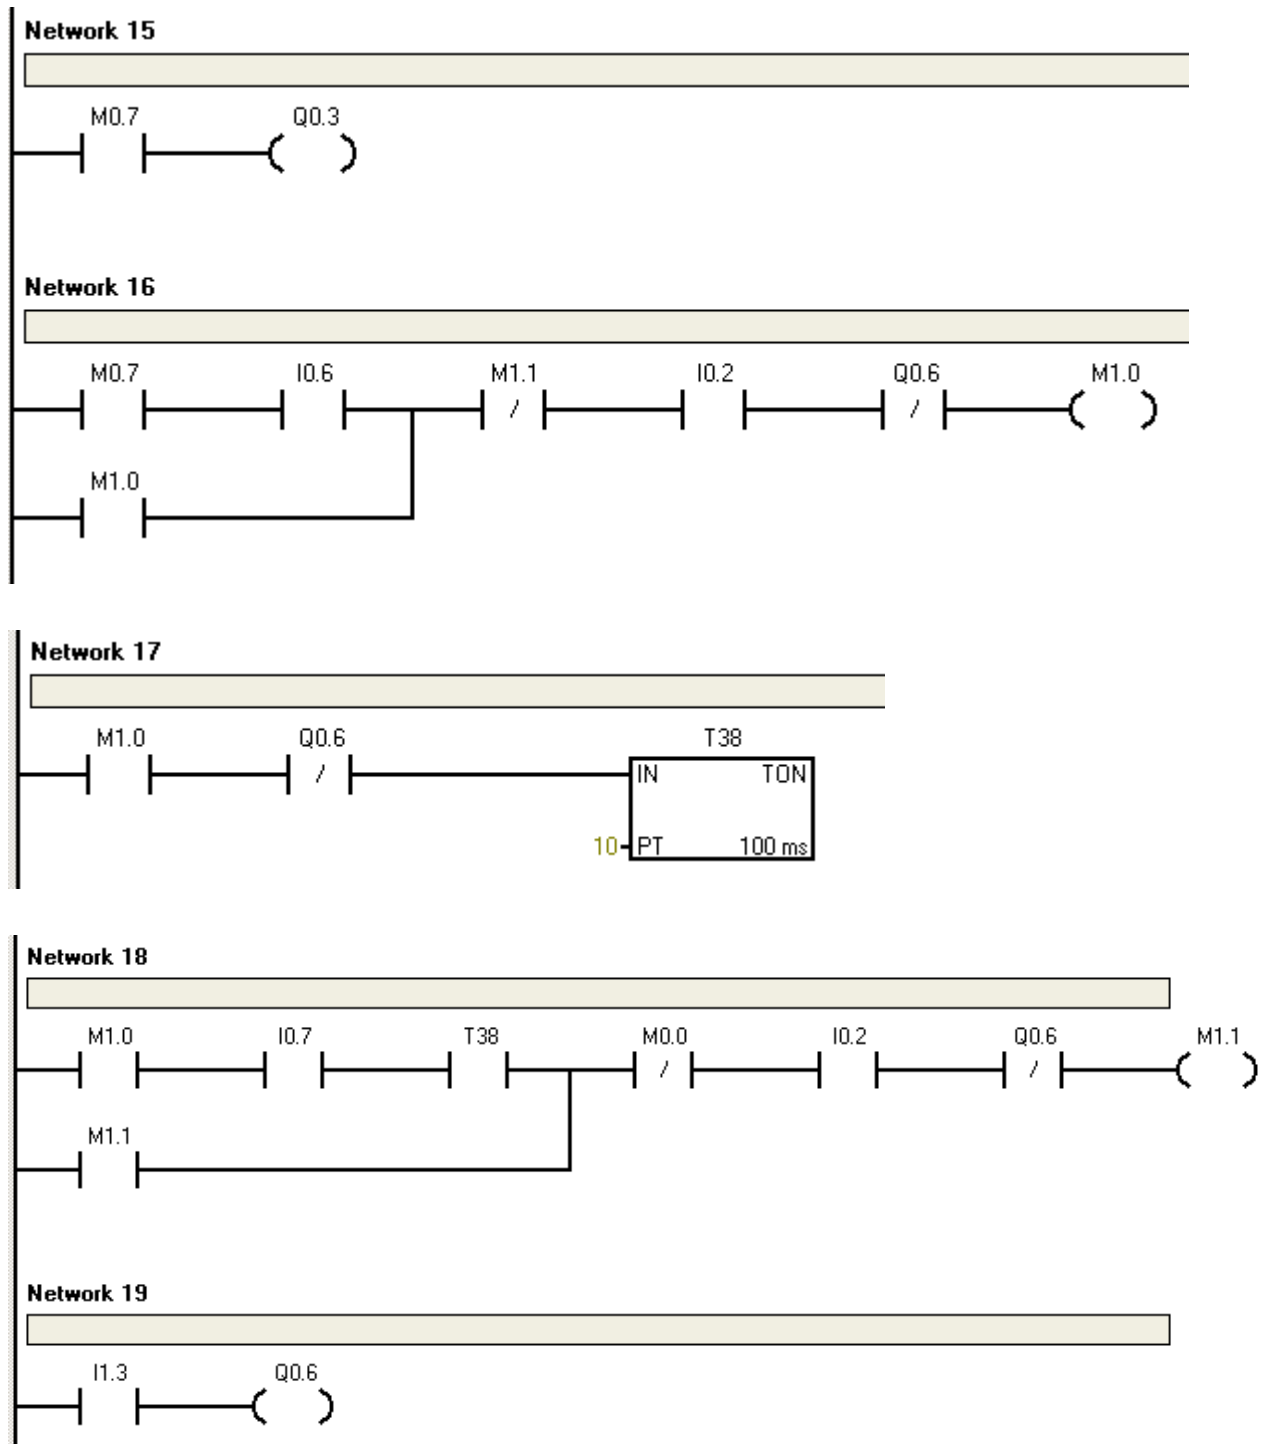 Network 15
M0.7 Q0.3
Network 16
M0.7 I0.6 M1.1 I0.2 Q0.6 M1.0
/ /
M1.0
Network 17
M1.0 Q0.6 T38
/ IN TON
10 PT 100 ms
Network 18
M1.0 I0.7 T38 M0.0 I0.2 Q0.6 M1.1
/ /
M1.1
Network 19
I1.3 Q0.6